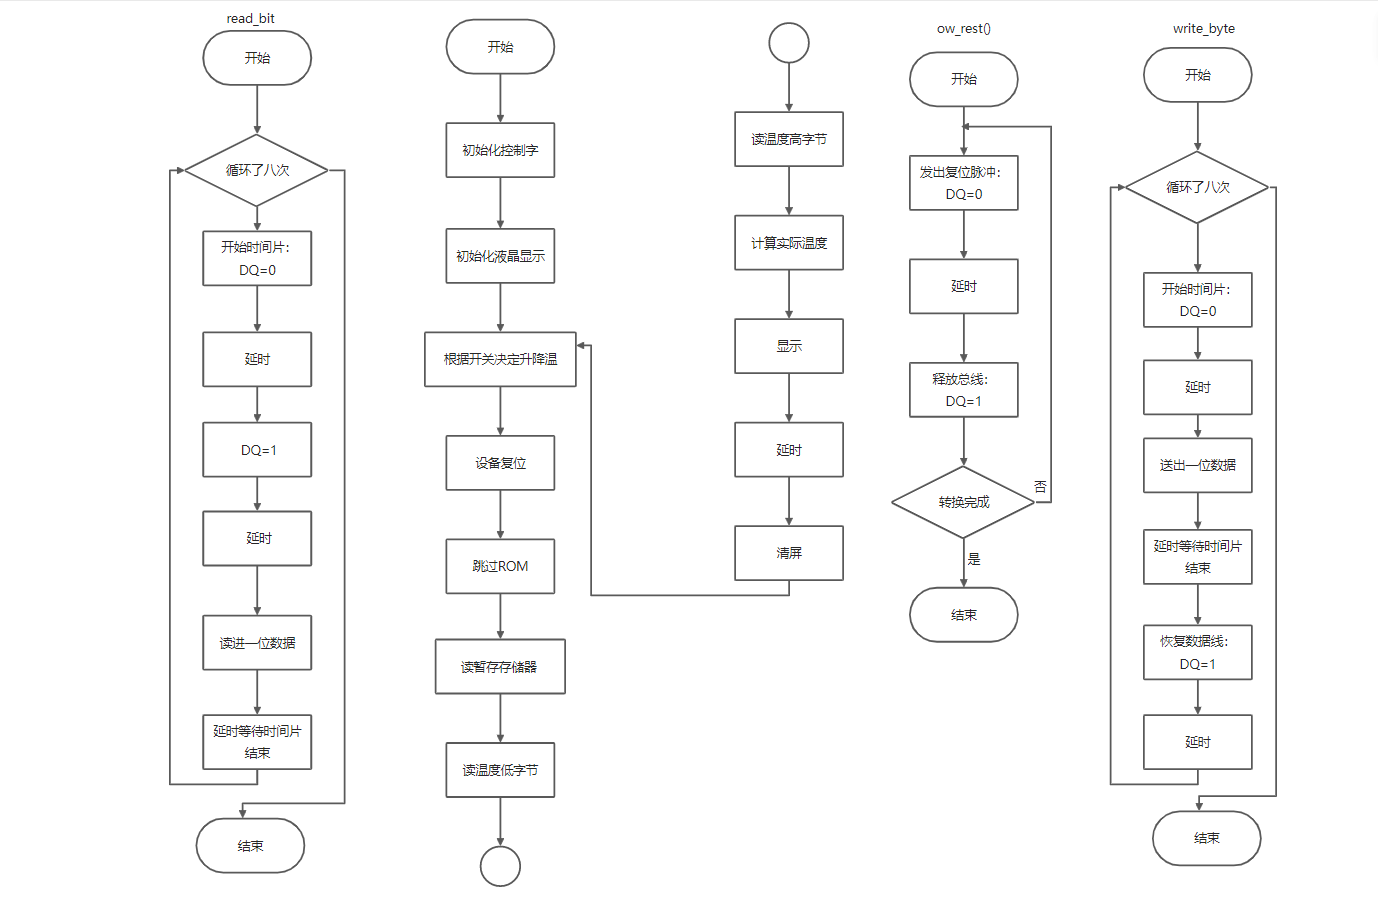 read_bit
开始
循环了八次
开始时间片：
DQ=0
延时
DQ=1
延时
读进一位数据
延时等待时间片
结束
结束
开始
初始化控制字
初始化液晶显示
根据开关决定升降温
设备复位
跳过ROM
读暂存存储器
读温度低字节
读温度高字节
计算实际温度
显示
延时
清屏
ow_rest()
开始
发出复位脉冲：
DQ=0
延时
释放总线：
DQ=1
转换完成
否
是
结束
write_byte
开始
循环了八次
开始时间片：
DQ=0
延时
送出一位数据
延时等待时间片
结束
恢复数据线：
DQ=1
延时
结束